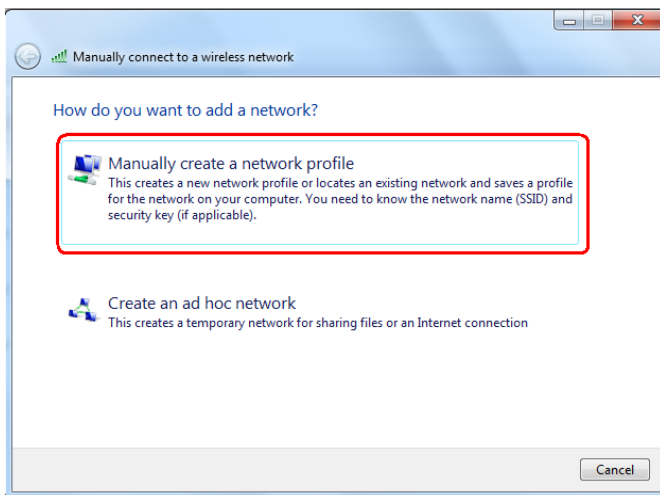 Manually connect to a wireless network
How do you want to add a network?
Manually create a network profile
This creates a new network profile or locates an existing network and saves a profile
for the network on your computer. You need to know the network name (SSID) and
security key (if applicable).
Create an ad hoc network
This creates a temporary network for sharing files or an Internet connection
Cancel